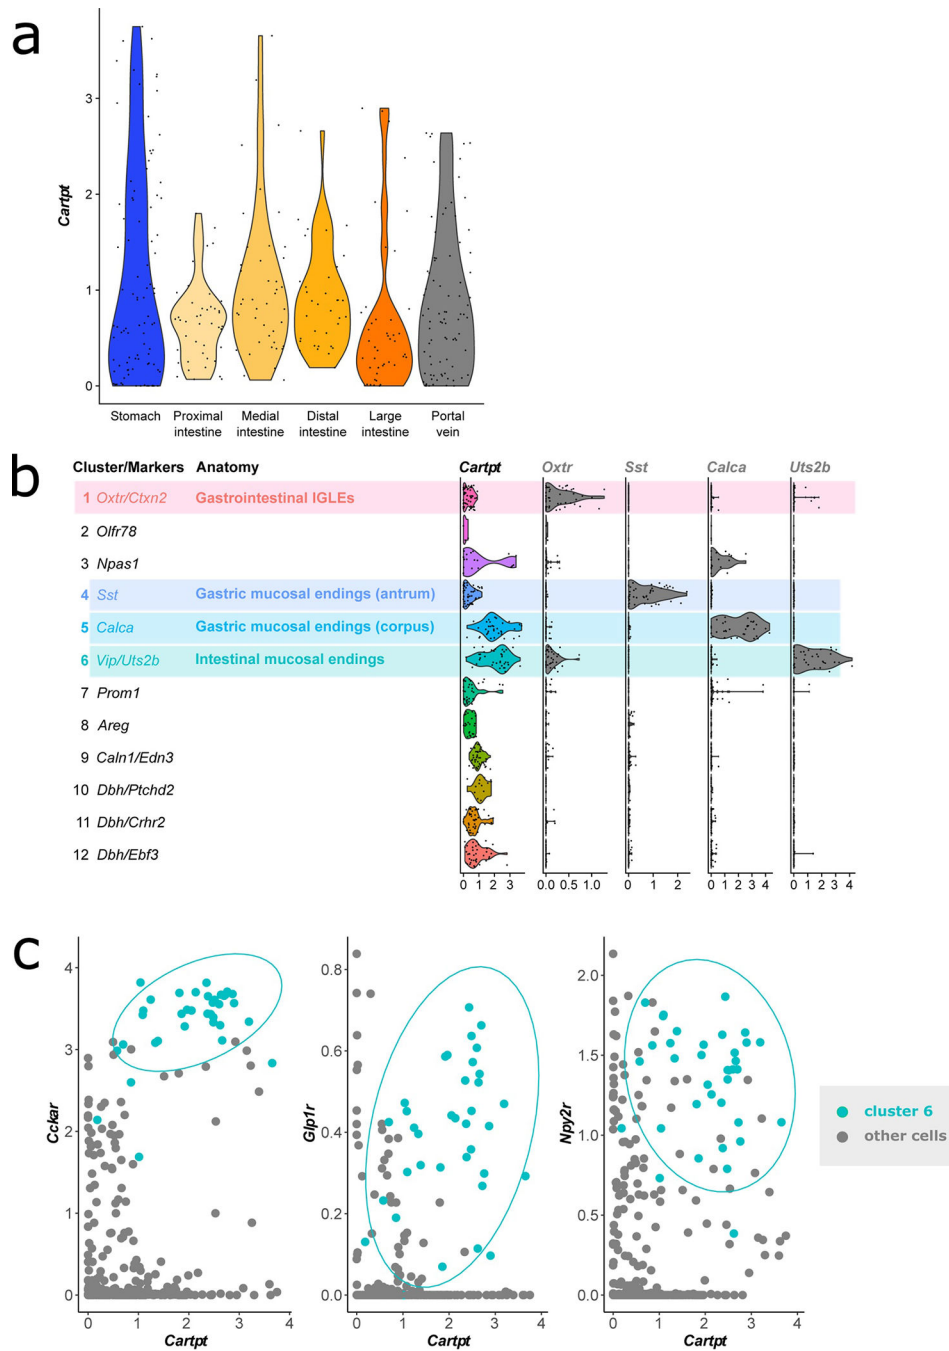 a
3
2
1
0
Cartpt
Stomach
Proximal intestine
Medial intestine
Distal intestine
Large intestine
Portal vein
b
Cluster/Markers Anatomy Cartpt Oxtr Sst Calca Uts2b
1 Oxtr/Ctxn2 Gastrointestinal IGLEs
2 Olfr78
3 Npas1
4 Sst Gastric mucosal endings (antrum)
5 Calca Gastric mucosal endings (corpus)
6 Vip/Uts2b Intestinal mucosal endings
7 Prom1
8 Areg
9 Caln1/Edn3
10 Dbh/Ptchd2
11 Dbh/Crhr2
12 Dbh/Ebf3
0 1 2 3 0.0 0.5 1.0 0 1 2 0 1 2 3 4 0 1 2 3 4
c
4
3
2
1
0
Cckar
0 1 2 3 4
Cartpt
0.8
0.6
0.4
0.2
0.0
Glp1r
0 1 2 3 4
Cartpt
2.0
1.5
1.0
0.5
0.0
Npy2r
0 1 2 3 4
Cartpt
cluster 6
other cells